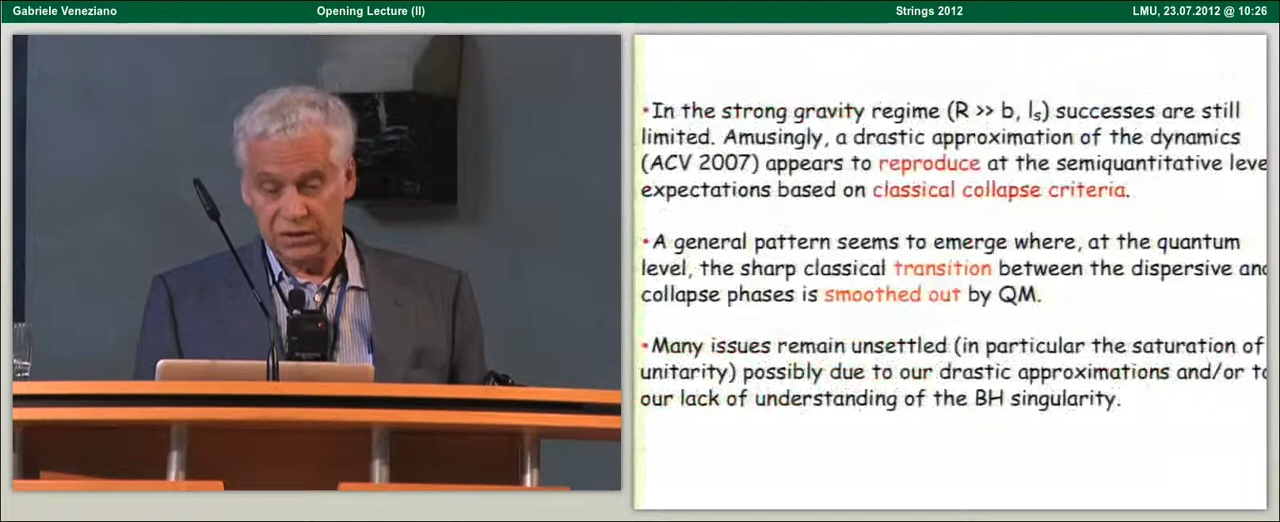 Gabriele Veneziano Opening Lecture (II) Strings 2012 LMU, 23.07.2012 @ 10:26
•In the strong gravity regime (R >> b, lₛ) successes are still
limited. Amusingly, a drastic approximation of the dynamics
(ACV 2007) appears to reproduce at the semiquantitative leve
expectations based on classical collapse criteria.
•A general pattern seems to emerge where, at the quantum
level, the sharp classical transition between the dispersive and
collapse phases is smoothed out by QM.
•Many issues remain unsettled (in particular the saturation of
unitarity) possibly due to our drastic approximations and/or to
our lack of understanding of the BH singularity.